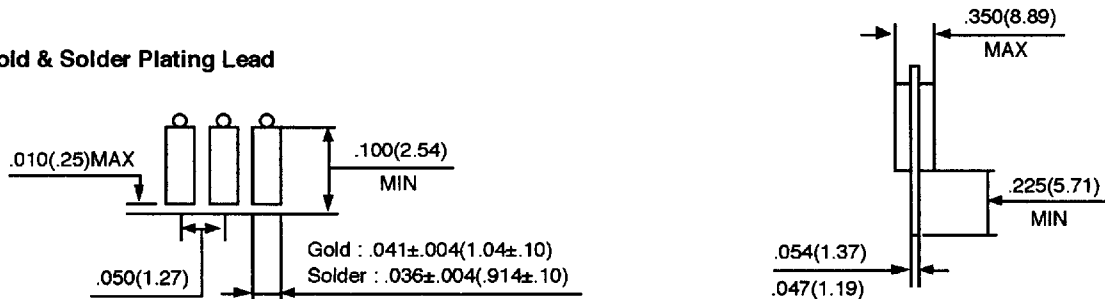 old & Solder Plating Lead
.010(.25)MAX
.100(2.54)
MIN
.050(1.27)
Gold : .041±.004(1.04±.10)
Solder : .036±.004(.914±.10)
.350(8.89)
MAX
.225(5.71)
MIN
.054(1.37)
.047(1.19)